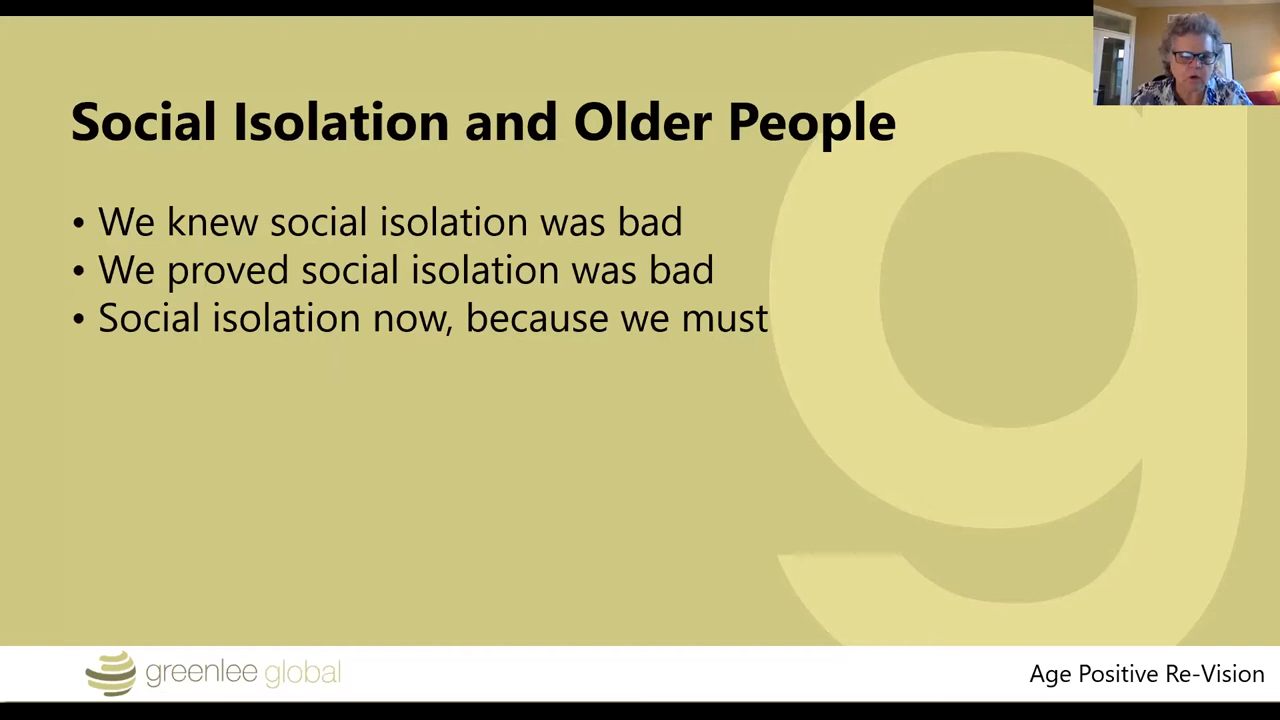 Social Isolation and Older People
• We knew social isolation was bad
• We proved social isolation was bad
• Social isolation now, because we must
greenlee global
Age Positive Re-Vision